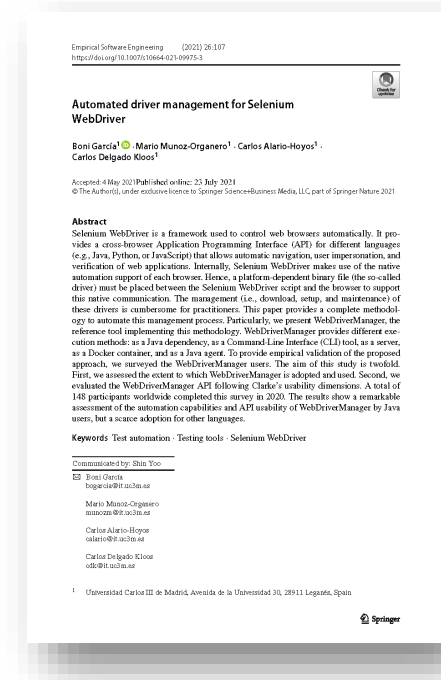 Empirical Software Engineering (2021) 26:107
https://doi.org/10.1007/s10664-021-09975-3
Check for
updates
Automated driver management for Selenium
WebDriver
Boni García1 · Mario Munoz-Organero1 · Carlos Alario-Hoyos1 ·
Carlos Delgado Kloos1
Accepted: 4 May 2021Published online: 23 July 2021
© The Author(s), under exclusive licence to Springer Science+Business Media, LLC, part of Springer Nature 2021
Abstract
Selenium WebDriver is a framework used to control web browsers automatically. It pro-
vides a cross-browser Application Programming Interface (API) for different languages
(e.g., Java, Python, or JavaScript) that allows automatic navigation, user impersonation, and
verification of web applications. Internally, Selenium WebDriver makes use of the native
automation support of each browser. Hence, a platform-dependent binary file (the so-called
driver) must be placed between the Selenium WebDriver script and the browser to support
this native communication. The management (i.e., download, setup, and maintenance) of
these drivers is cumbersome for practitioners. This paper provides a complete methodol-
ogy to automate this management process. Particularly, we present WebDriverManager, the
reference tool implementing this methodology. WebDriverManager provides different exe-
cution methods: as a Java dependency, as a Command-Line Interface (CLI) tool, as a server,
as a Docker container, and as a Java agent. To provide empirical validation of the proposed
approach, we surveyed the WebDriverManager users. The aim of this study is twofold.
First, we assessed the extent to which WebDriverManager is adopted and used. Second, we
evaluated the WebDriverManager API following Clarke's usability dimensions. A total of
148 participants worldwide completed this survey in 2020. The results show a remarkable
assessment of the automation capabilities and API usability of WebDriverManager by Java
users, but a scarce adoption for other languages.
Keywords Test automation · Testing tools · Selenium WebDriver
Communicated by: Shin Yoo
Boni García
bogarcia@it.uc3m.es
Mario Munoz-Organero
munozm@it.uc3m.es
Carlos Alario-Hoyos
calario@it.uc3m.es
Carlos Delgado Kloos
cdk@it.uc3m.es
1 Universidad Carlos III de Madrid, Avenida de la Universidad 30, 28911 Leganés, Spain
Springer